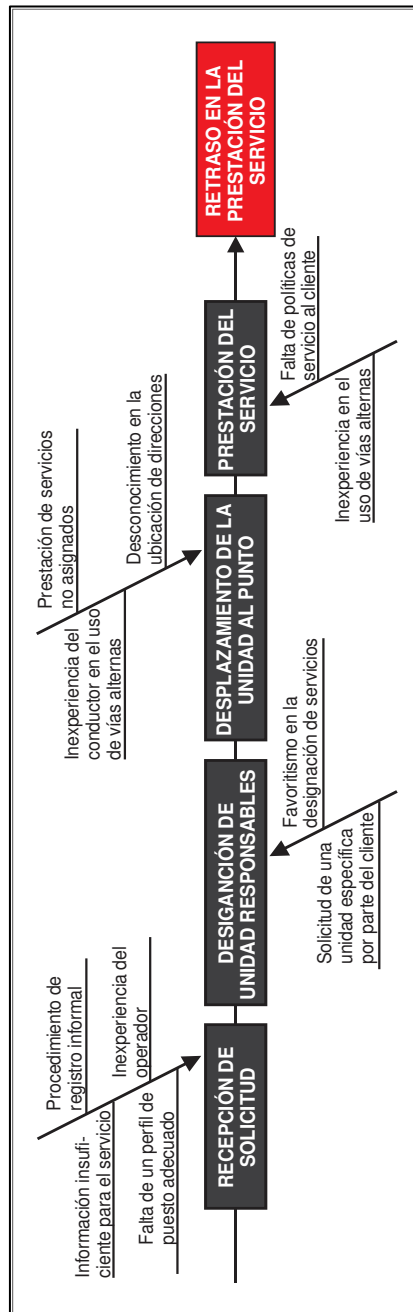 Procedimiento de
registro informal
Información insufi-
ciente para el servicio
Inexperiencia del
operador
Falta de un perfil de
puesto adecuado
RECEPCIÓN DE
SOLICITUD
DESIGANCIÓN DE
UNIDAD RESPONSABLES
Favoritismo en la
designación de servicios
Solicitud de una
unidad específica
por parte del cliente
Prestación de servicios
no asignados
Inexperiencia del
conductor en el uso
de vías alternas
Desconocimiento en la
ubicación de direcciones
DESPLAZAMIENTO DE LA
UNIDAD AL PUNTO
PRESTACIÓN DEL
SERVICIO
Falta de políticas de
servicio al cliente
Inexperiencia en el
uso de vías alternas
RETRASO EN LA
PRESTACIÓN DEL
SERVICIO